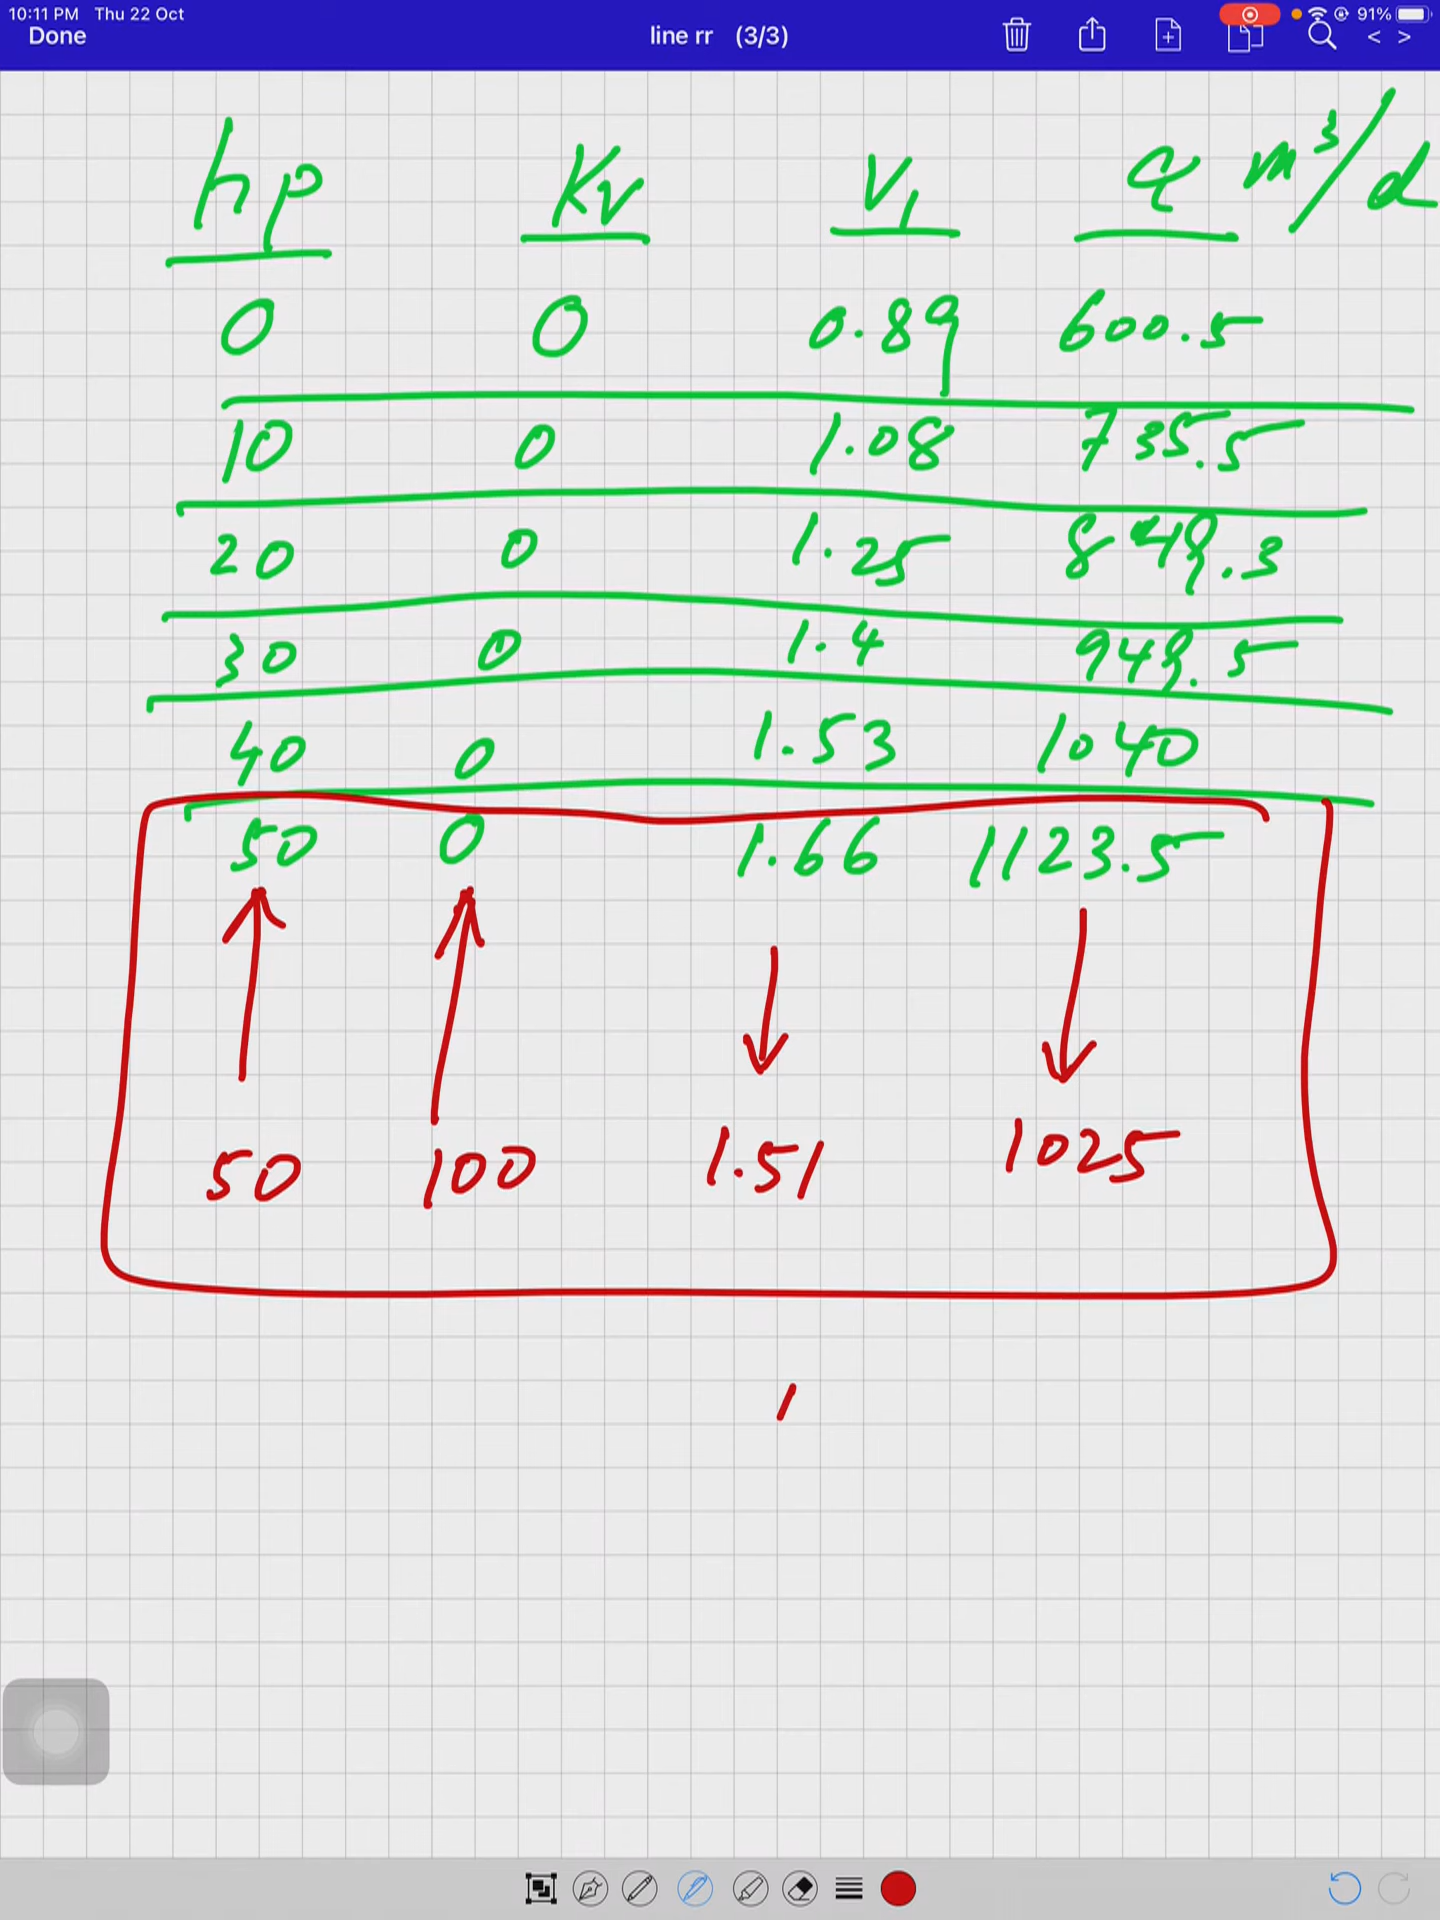 10:11 PM Thu 22 Oct 91%
Done line rr (3/3) < >
hp Kv V1 q m³/d
0 0 0.89 600.5
10 0 1.08 735.5
20 0 1.25 849.3
30 0 1.4 949.5
40 0 1.53 1040
50 0 1.66 1123.5
50 100 1.51 1025